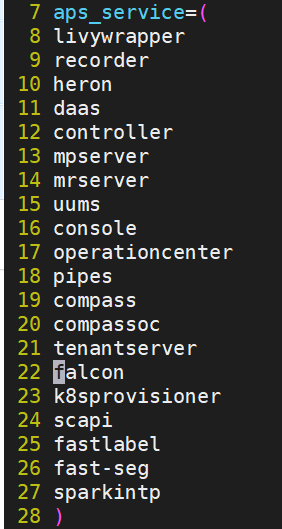 7 aps_service=(
8 livywrapper
9 recorder
10 heron
11 daas
12 controller
13 mpserver
14 mrserver
15 uums
16 console
17 operationcenter
18 pipes
19 compass
20 compassoc
21 tenantserver
22 falcon
23 k8sprovisioner
24 scapi
25 fastlabel
26 fast-seg
27 sparkintp
28 )